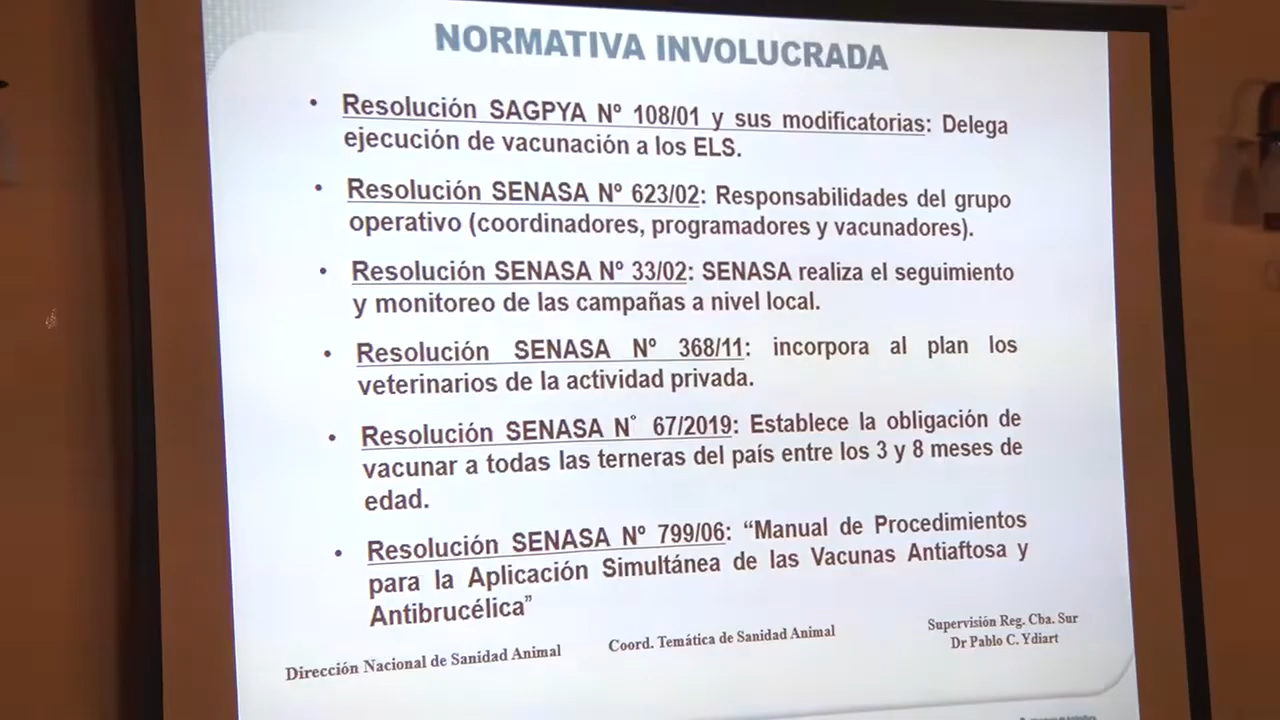 NORMATIVA INVOLUCRADA
• Resolución SAGPYA Nº 108/01 y sus modificatorias: Delega
ejecución de vacunación a los ELS.
• Resolución SENASA Nº 623/02: Responsabilidades del grupo
operativo (coordinadores, programadores y vacunadores).
• Resolución SENASA Nº 33/02: SENASA realiza el seguimiento
y monitoreo de las campañas a nivel local.
• Resolución SENASA Nº 368/11: incorpora al plan los
veterinarios de la actividad privada.
• Resolución SENASA N° 67/2019: Establece la obligación de
vacunar a todas las terneras del país entre los 3 y 8 meses de
edad.
• Resolución SENASA Nº 799/06: “Manual de Procedimientos
para la Aplicación Simultánea de las Vacunas Antiaftosa y
Antibrucélica”
Dirección Nacional de Sanidad Animal
Coord. Temática de Sanidad Animal
Supervisión Reg. Cba. Sur
Dr Pablo C. Ydiart